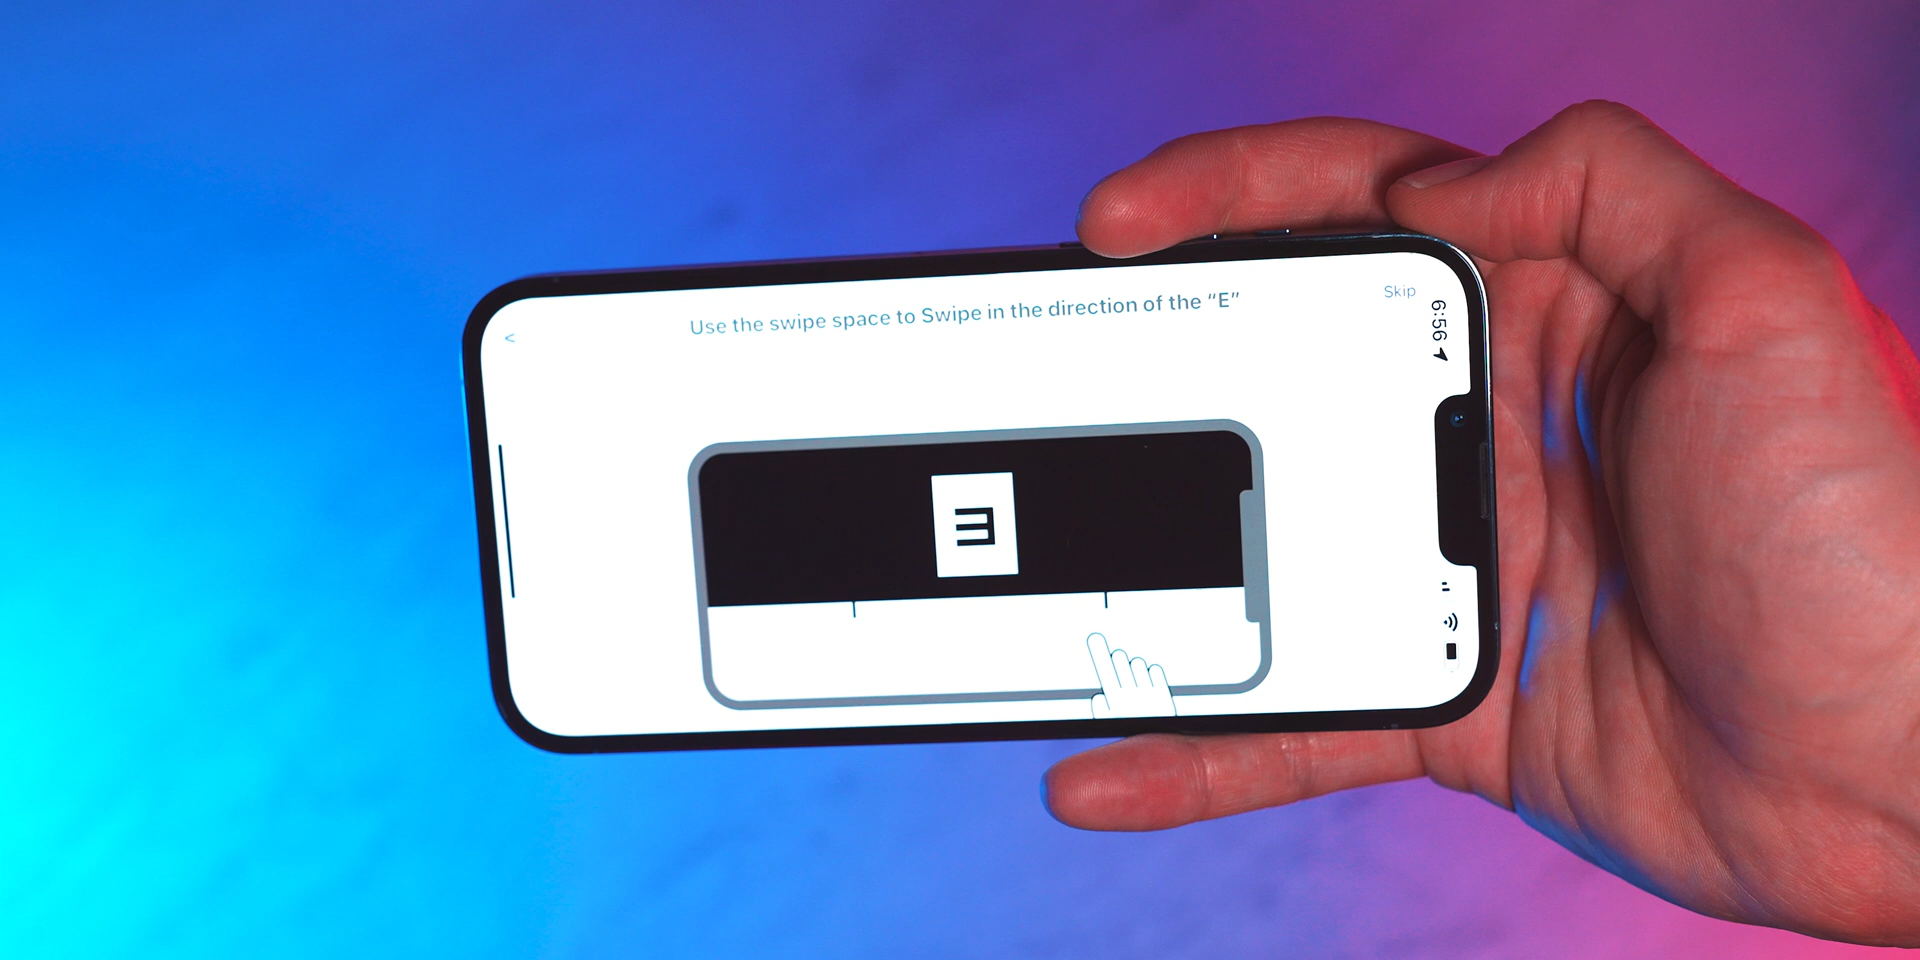 <
Use the swipe space to Swipe in the direction of the “E”
Skip
6:56
E